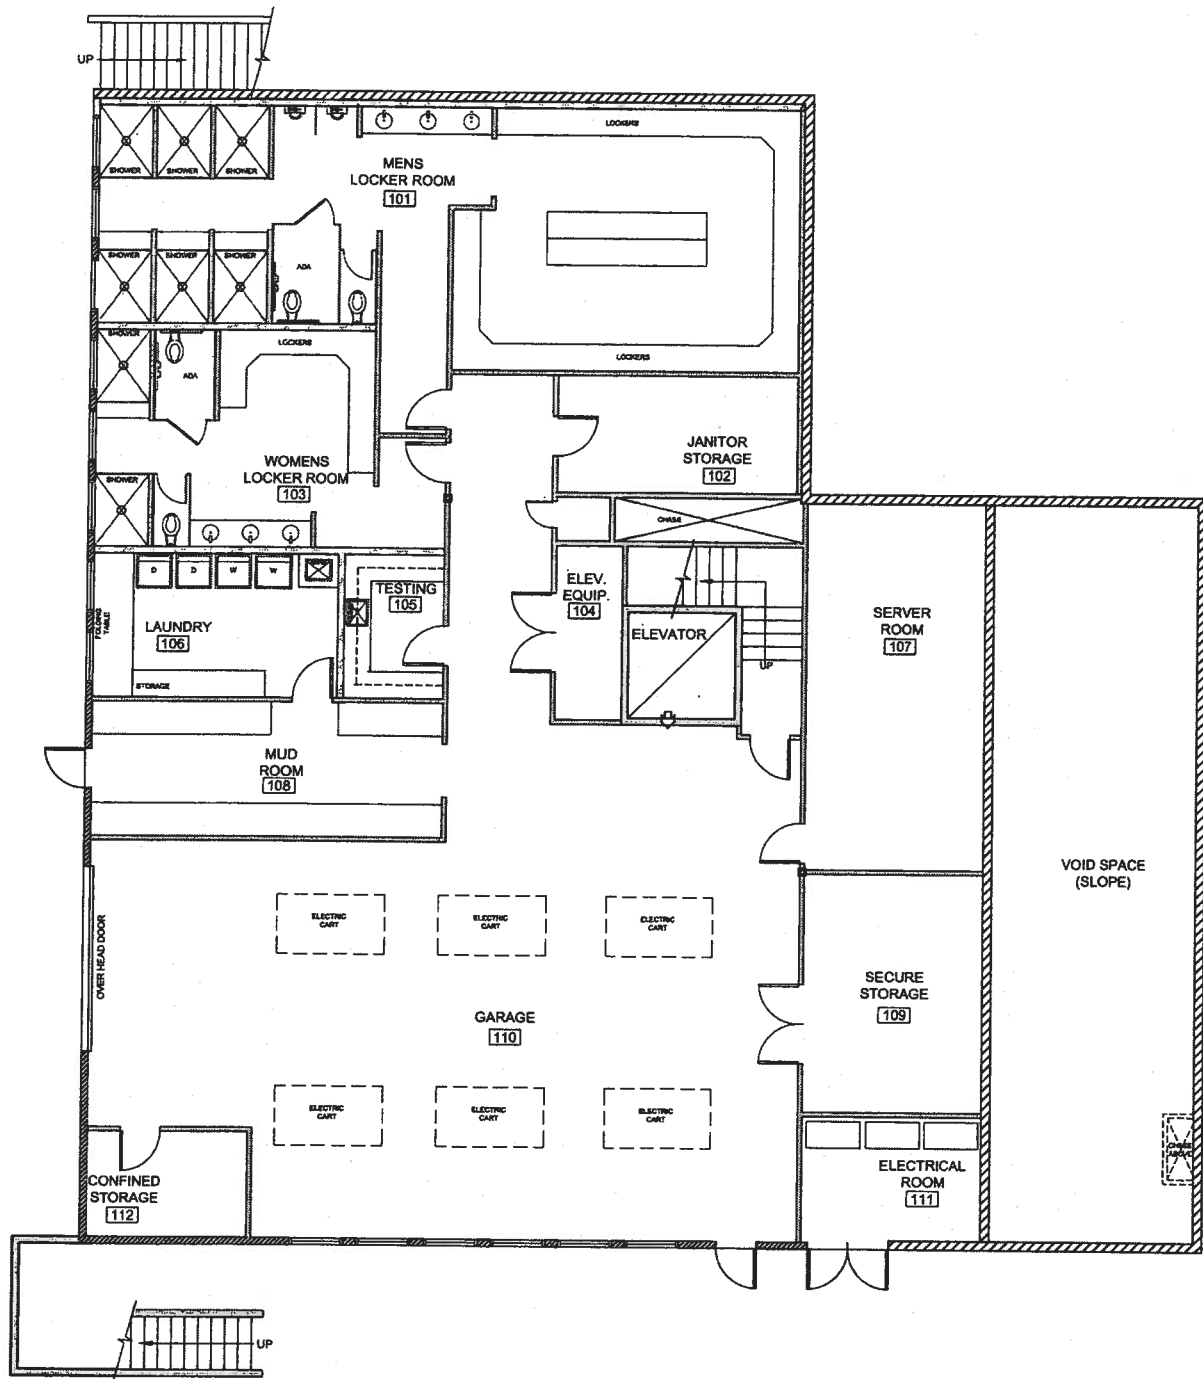 UP
LOCKERS
SHOWER
SHOWER
SHOWER
MENS
LOCKER ROOM
101
SHOWER
SHOWER
SHOWER
ADA
SHOWER
LOCKERS
LOCKERS
ADA
JANITOR
STORAGE
102
WOMENS
LOCKER ROOM
103
SHOWER
CHASE
D
D
W
W
TESTING
105
ELEV.
EQUIP.
104
FOLDING
TABLE
LAUNDRY
106
ELEVATOR
SERVER
ROOM
107
UP
STORAGE
MUD
ROOM
108
VOID SPACE
(SLOPE)
ELECTRIC
CART
ELECTRIC
CART
ELECTRIC
CART
OVER HEAD DOOR
SECURE
STORAGE
109
GARAGE
110
ELECTRIC
CART
ELECTRIC
CART
ELECTRIC
CART
CHASE
ABOVE
ELECTRICAL
ROOM
111
CONFINED
STORAGE
112
UP